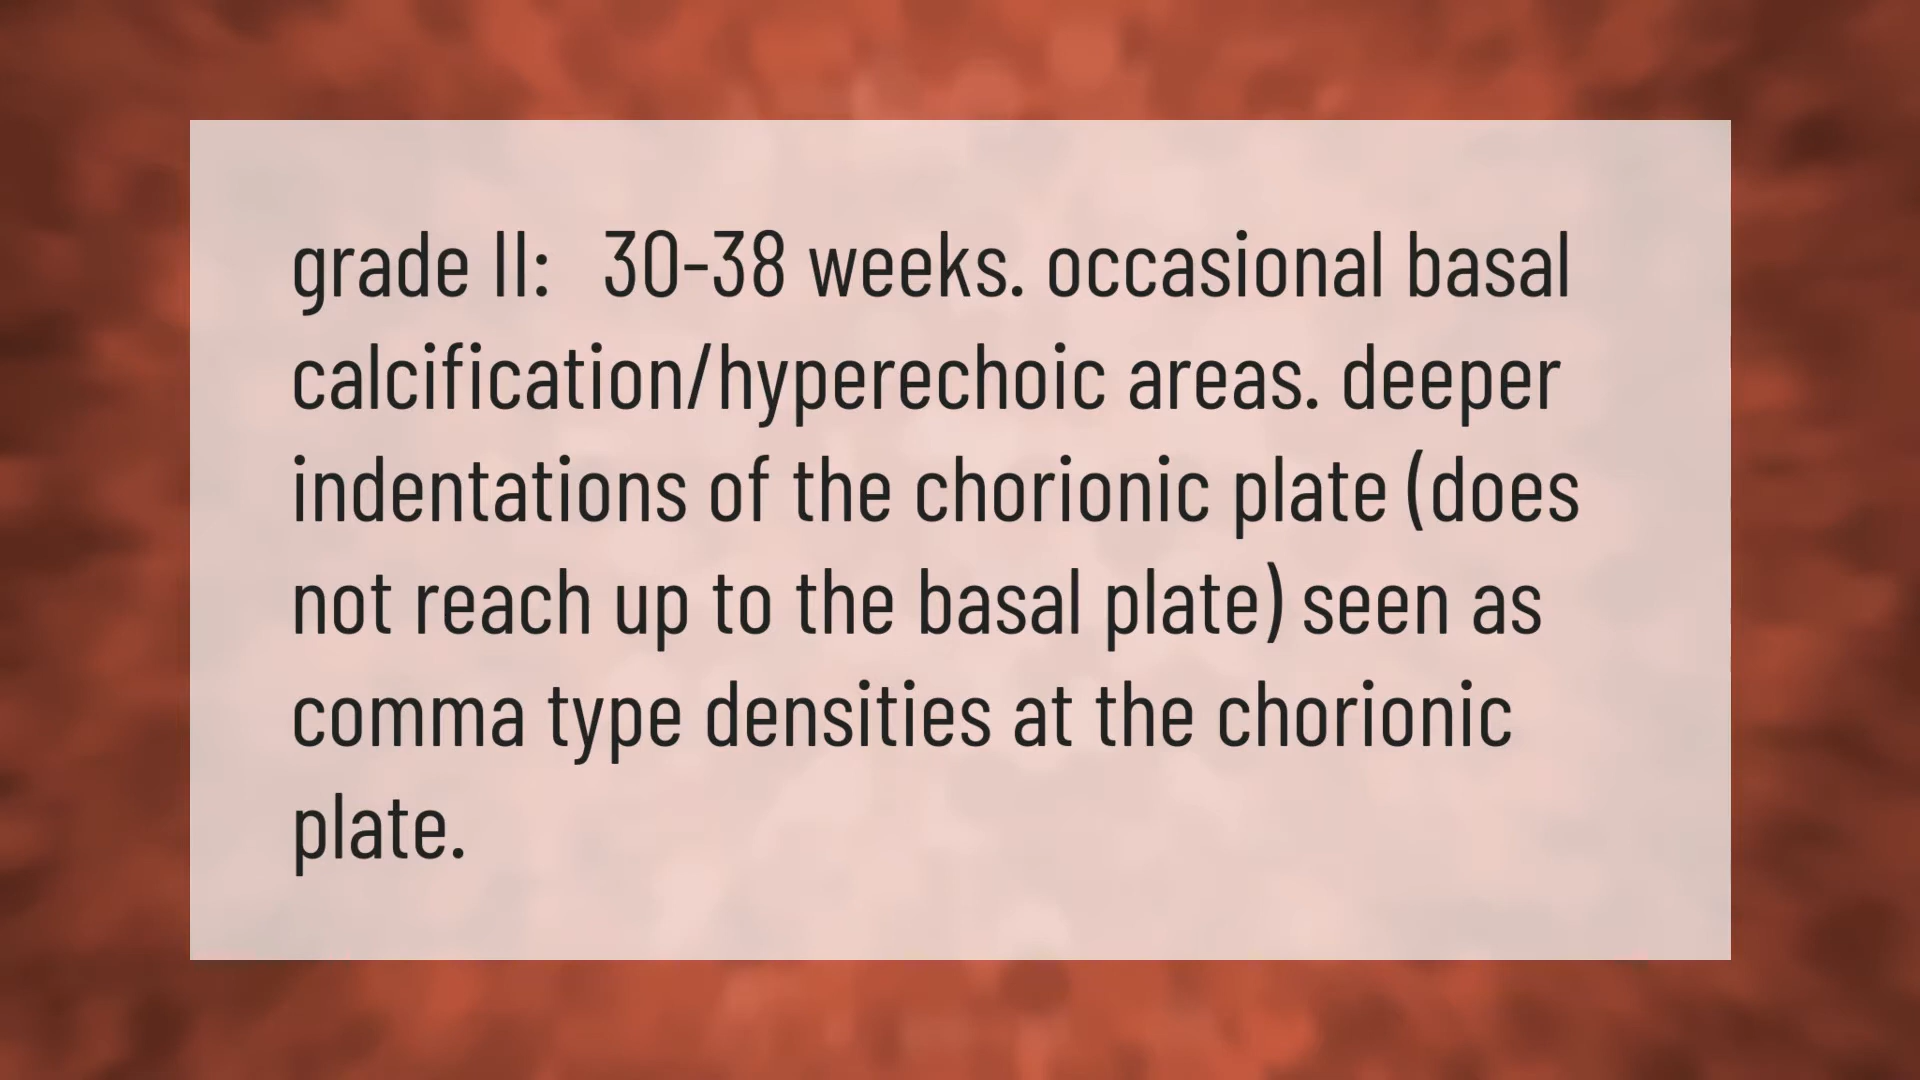 grade II:   30-38 weeks. occasional basal
calcification/hyperechoic areas. deeper
indentations of the chorionic plate (does
not reach up to the basal plate) seen as
comma type densities at the chorionic
plate.